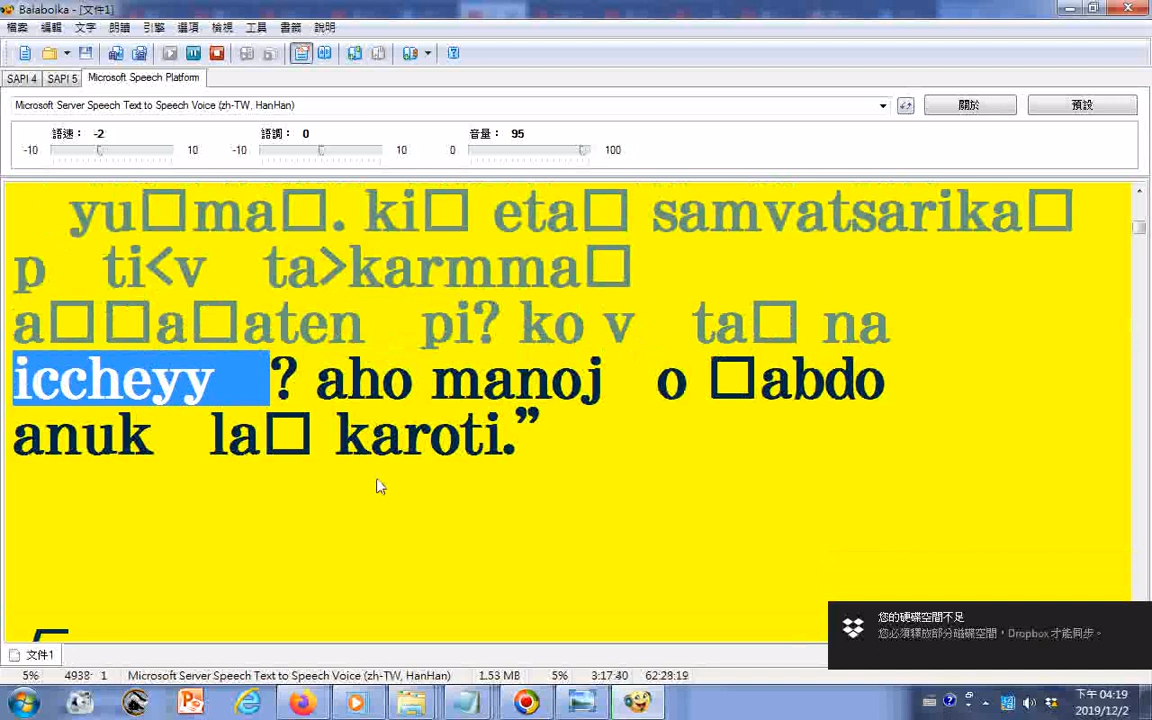 Balabolka - [文件1]
檔案 編輯 文字 朗讀 引擎 選項 檢視 工具 書籤 說明
SAPI 4 SAPI 5 Microsoft Speech Platform
Microsoft Server Speech Text to Speech Voice (zh-TW, HanHan) 關於 預設
語速： -2 語調： 0 音量： 95
-10 10 -10 10 0 100
yu□ma□. ki□ eta□ samvatsarika□
p ti<v ta>karmma□
a□□a□aten pi? ko v ta□ na
iccheyy ? aho manoj o □abdo
anuk la□ karoti.”
您的硬碟空間不足
您必須釋放部分磁碟空間，Dropbox 才能同步。
文件1
5% 4938: 1 Microsoft Server Speech Text to Speech Voice (zh-TW, HanHan) 1.53 MB 5% 3:17:40 62:28:19
下午 04:19
2019/12/2